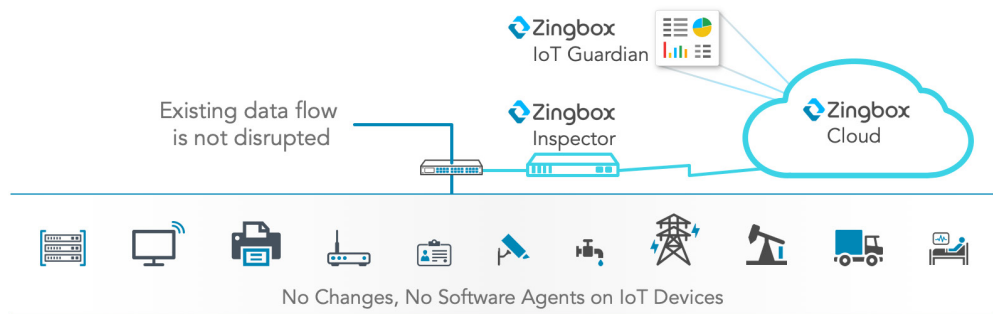 Zingbox
IoT Guardian
Existing data flow
is not disrupted
Zingbox
Inspector
Zingbox
Cloud
No Changes, No Software Agents on IoT Devices